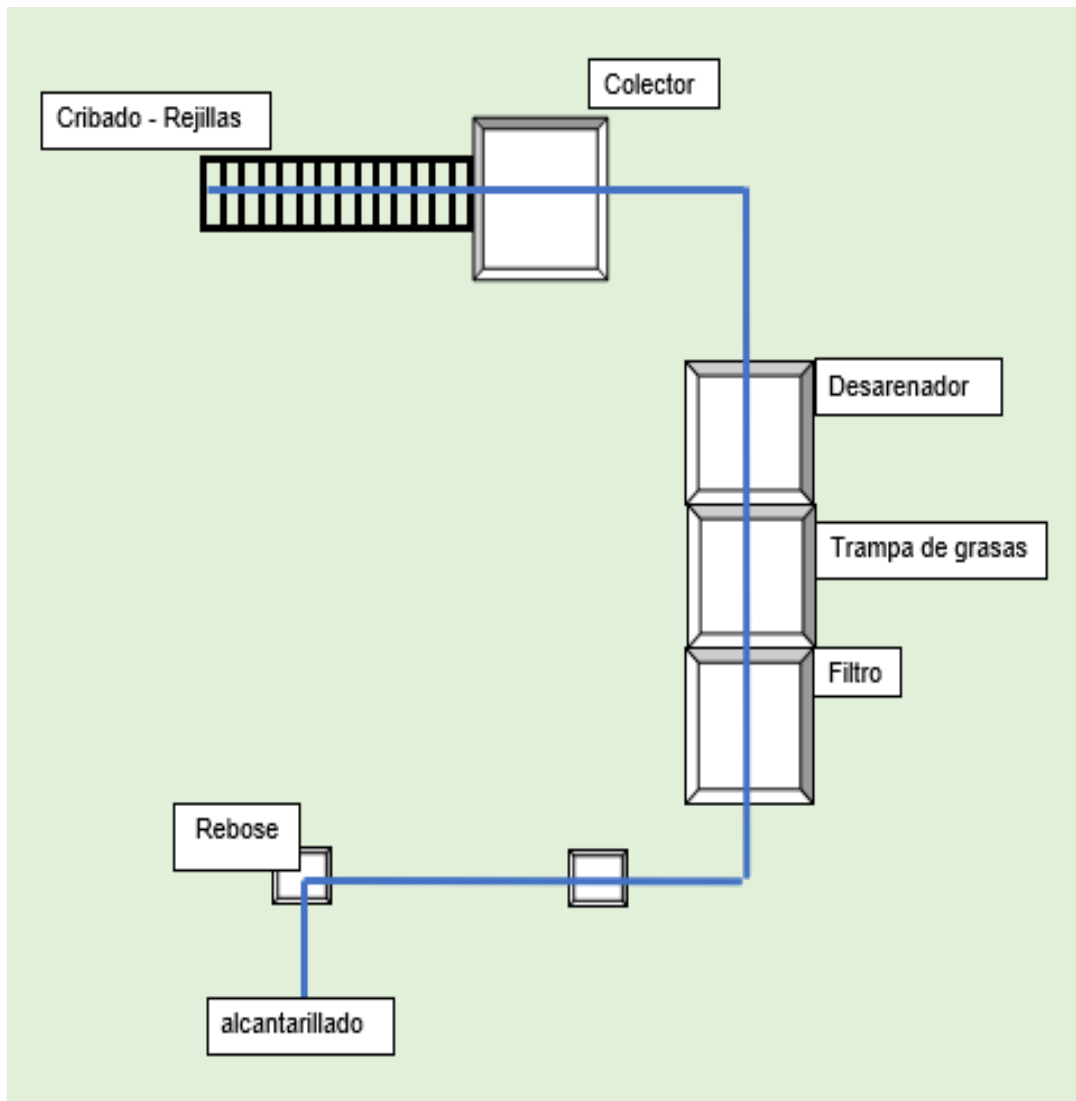 Colector
Cribado - Rejillas
Desarenador
Trampa de grasas
Filtro
Rebose
alcantarillado